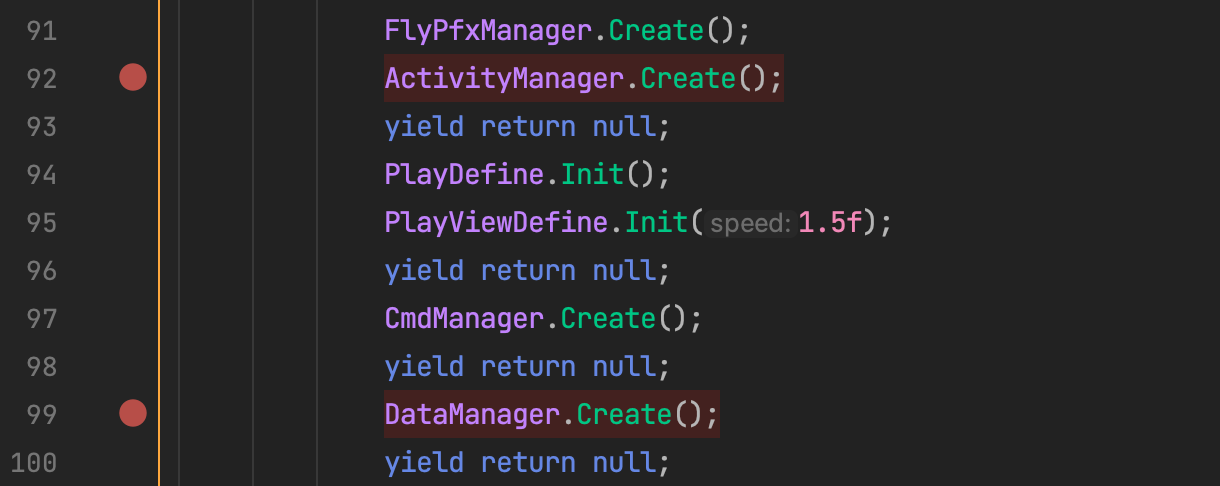 91 FlyPfxManager.Create();
92 ActivityManager.Create();
93 yield return null;
94 PlayDefine.Init();
95 PlayViewDefine.Init(speed:1.5f);
96 yield return null;
97 CmdManager.Create();
98 yield return null;
99 DataManager.Create();
100 yield return null;